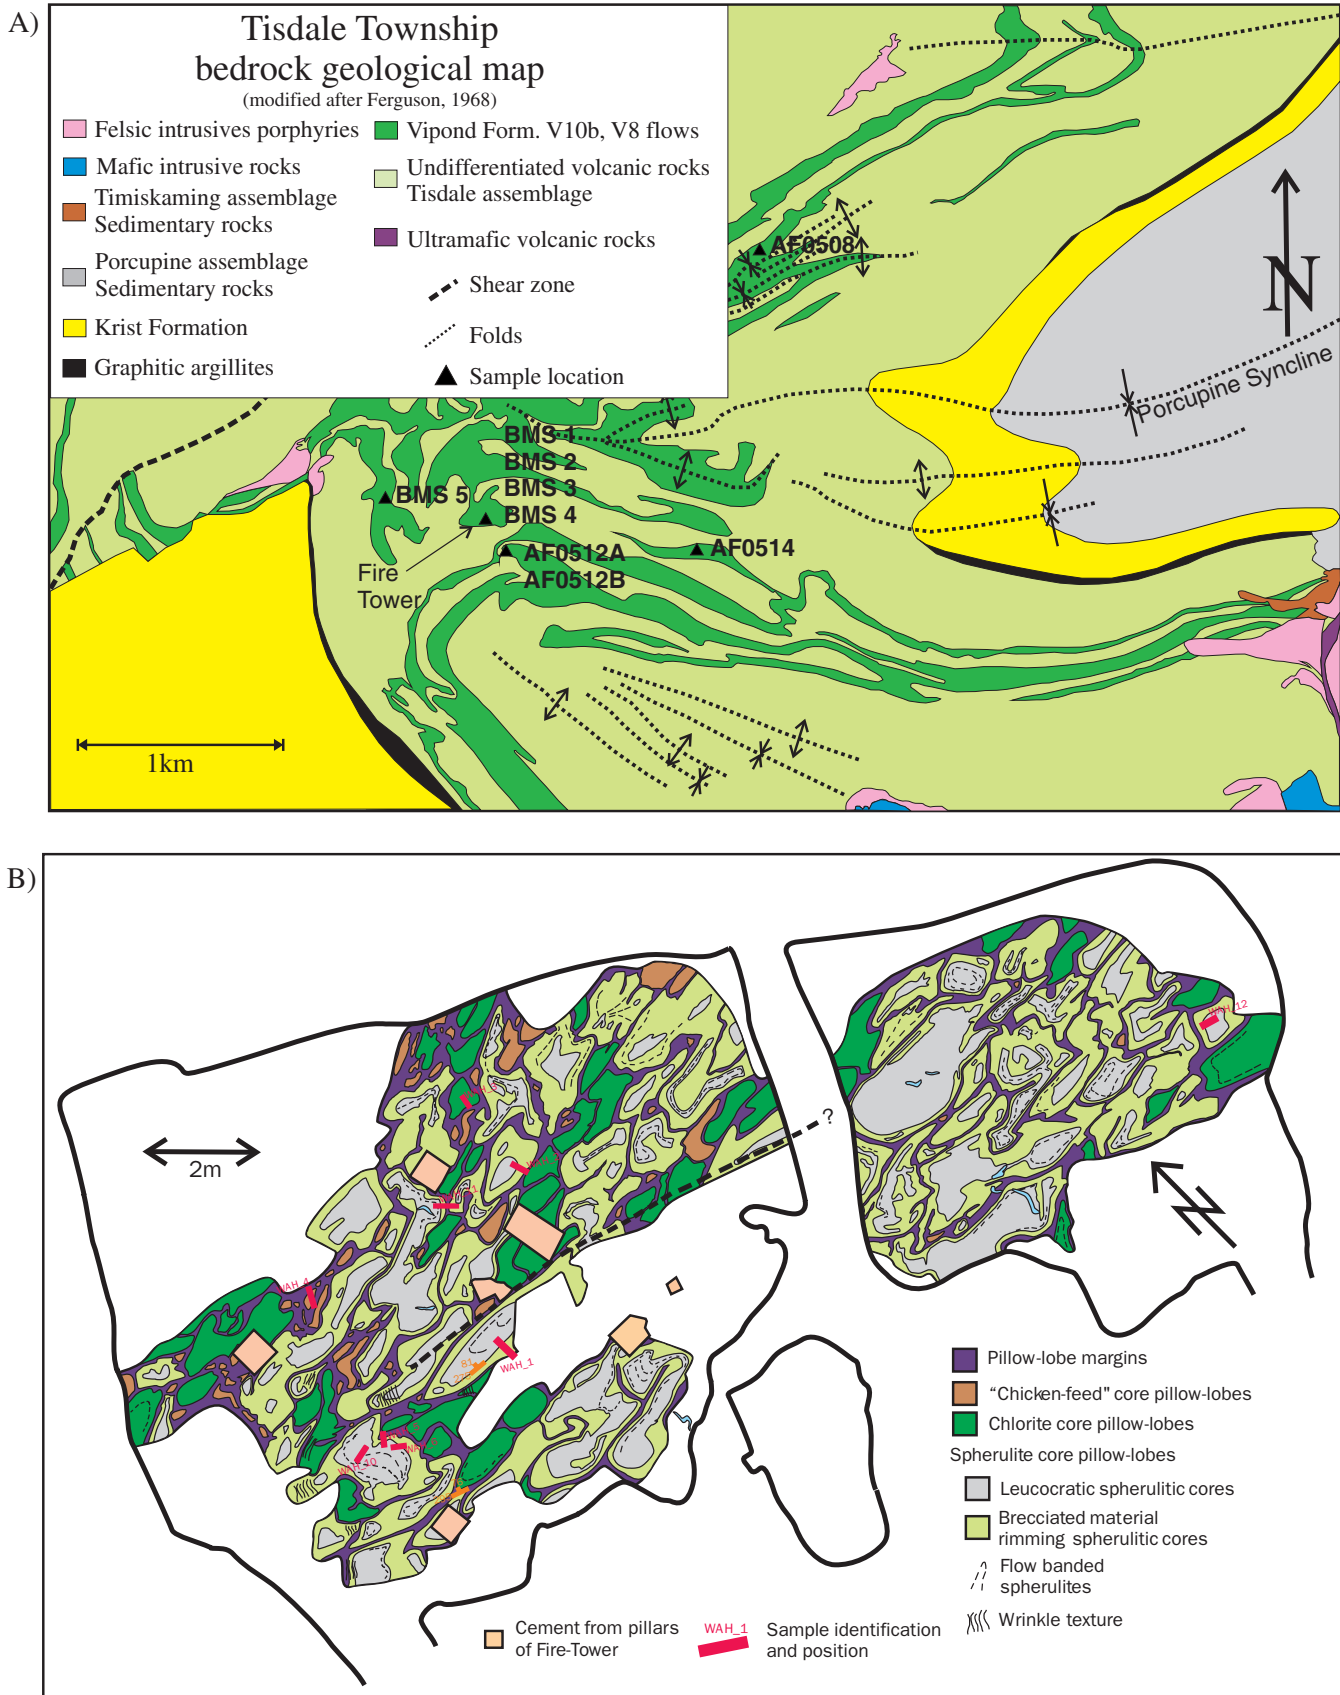 A)
Tisdale Township
bedrock geological map
(modified after Ferguson, 1968)
Felsic intrusives porphyries
Mafic intrusive rocks
Timiskaming assemblage
Sedimentary rocks
Porcupine assemblage
Sedimentary rocks
Krist Formation
Graphitic argillites
Vipond Form. V10b, V8 flows
Undifferentiated volcanic rocks
Tisdale assemblage
Ultramafic volcanic rocks
Shear zone
Folds
Sample location
AF0508
N
Porcupine Syncline
BMS 1
BMS 2
BMS 3
BMS 4
BMS 5
AF0514
AF0512A
AF0512B
Fire
Tower
1km
B)
WAH_12
?
2m
N
WAH_4
81
WAH_1
WAH_10
Pillow-lobe margins
“Chicken-feed" core pillow-lobes
Chlorite core pillow-lobes
Spherulite core pillow-lobes
Leucocratic spherulitic cores
Brecciated material
rimming spherulitic cores
Flow banded
spherulites
Wrinkle texture
Cement from pillars
of Fire-Tower
WAH_1
Sample identification
and position